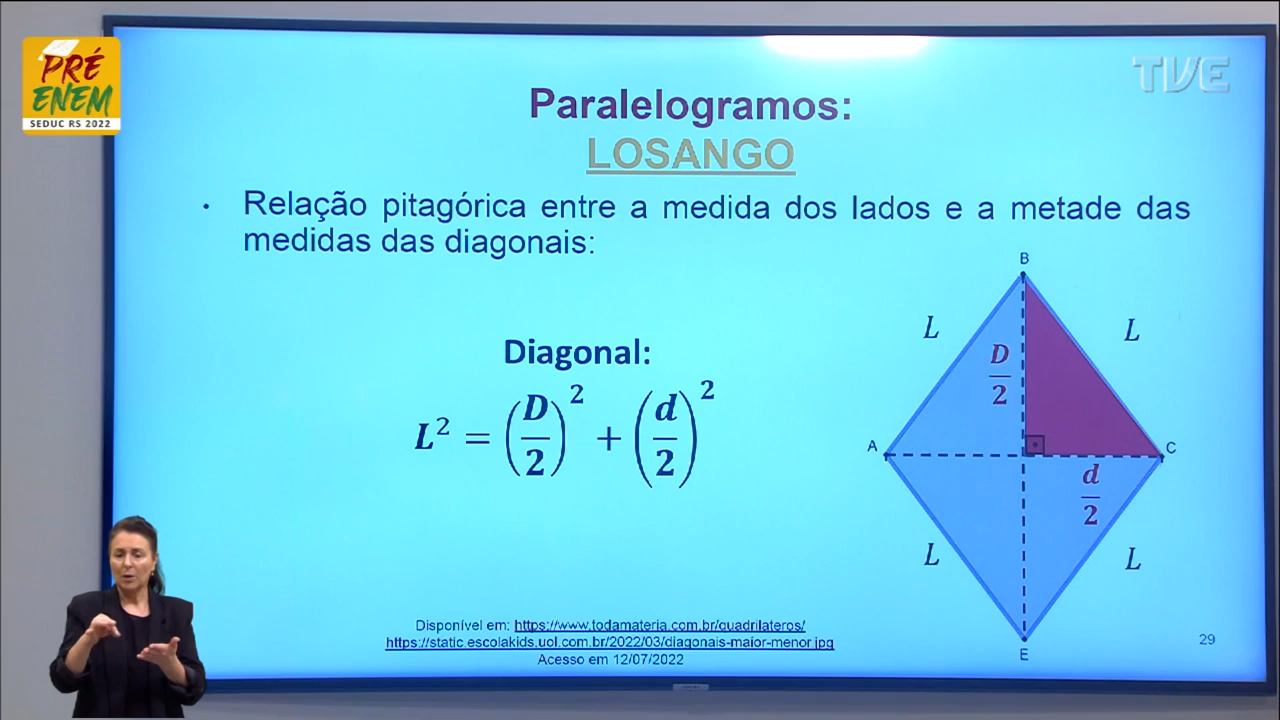 PRÉ
ENEM
SEDUC RS 2022
TVE
Paralelogramos:
LOSANGO
• Relação pitagórica entre a medida dos lados e a metade das
medidas das diagonais:
Diagonal:
L² = (D/2)² + (d/2)²
B
L
L
D/2
A
C
d/2
L
L
E
Disponível em: https://www.todamateria.com.br/quadrilateros/
https://static.escolakids.uol.com.br/2022/03/diagonais-maior-menor.jpg
Acesso em 12/07/2022
29